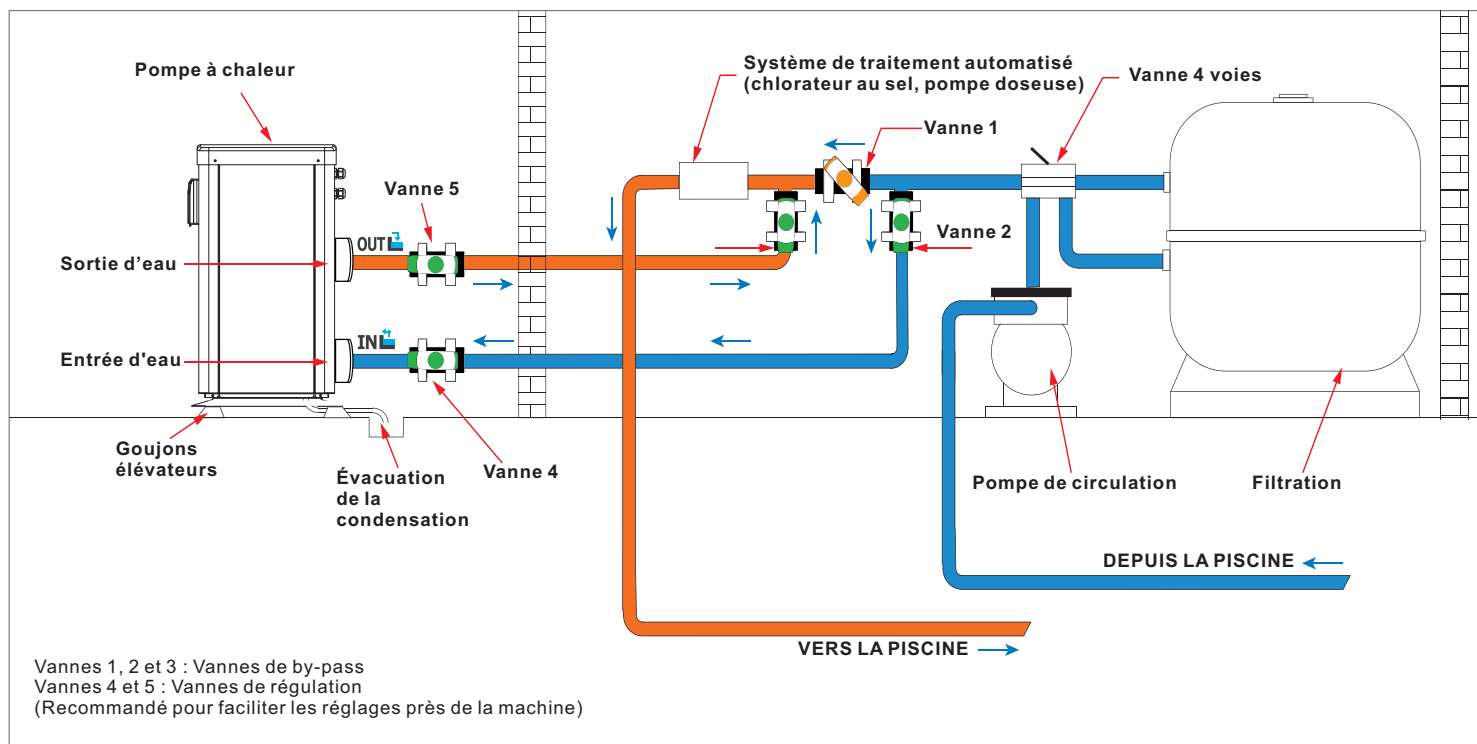 Pompe à chaleur
Système de traitement automatisé
(chlorateur au sel, pompe doseuse)
Vanne 4 voies
Vanne 1
Vanne 5
Vanne 2
OUT
Sortie d’eau
IN
Entrée d'eau
Goujons
élévateurs
Évacuation
de la
condensation
Vanne 4
Pompe de circulation
Filtration
DEPUIS LA PISCINE
VERS LA PISCINE
Vannes 1, 2 et 3 : Vannes de by-pass
Vannes 4 et 5 : Vannes de régulation
(Recommandé pour faciliter les réglages près de la machine)